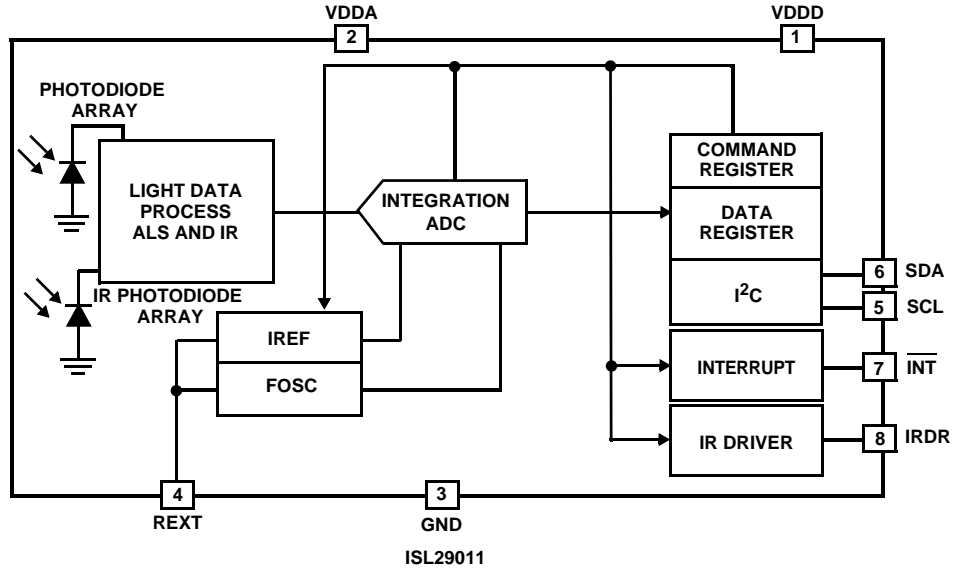 VDDA
VDDD
2
1
PHOTODIODE
ARRAY
LIGHT DATA
PROCESS
ALS AND IR
INTEGRATION
ADC
COMMAND
REGISTER
DATA
REGISTER
I²C
6 SDA
5 SCL
IR PHOTODIODE
ARRAY
IREF
FOSC
INTERRUPT
7 INT
IR DRIVER
8 IRDR
4
3
REXT
GND
ISL29011